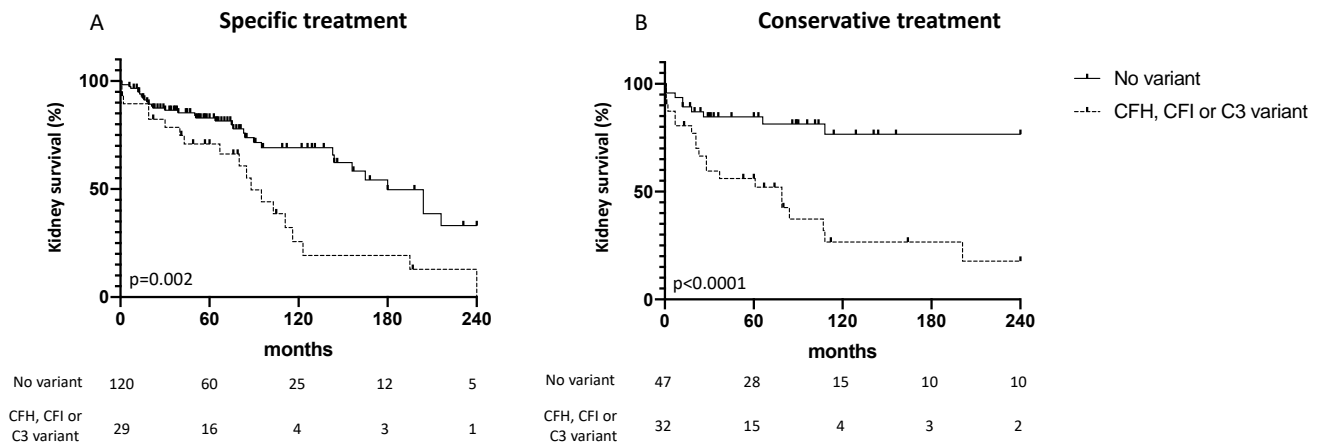 A Specific treatment
Kidney survival (%)
100
50
0
p=0.002
0 60 120 180 240
months
No variant 120 60 25 12 5
CFH, CFI or
C3 variant 29 16 4 3 1
B Conservative treatment
Kidney survival (%)
100
50
0
p<0.0001
0 60 120 180 240
months
No variant 47 28 15 10 10
CFH, CFI or
C3 variant 32 15 4 3 2
No variant
CFH, CFI or C3 variant